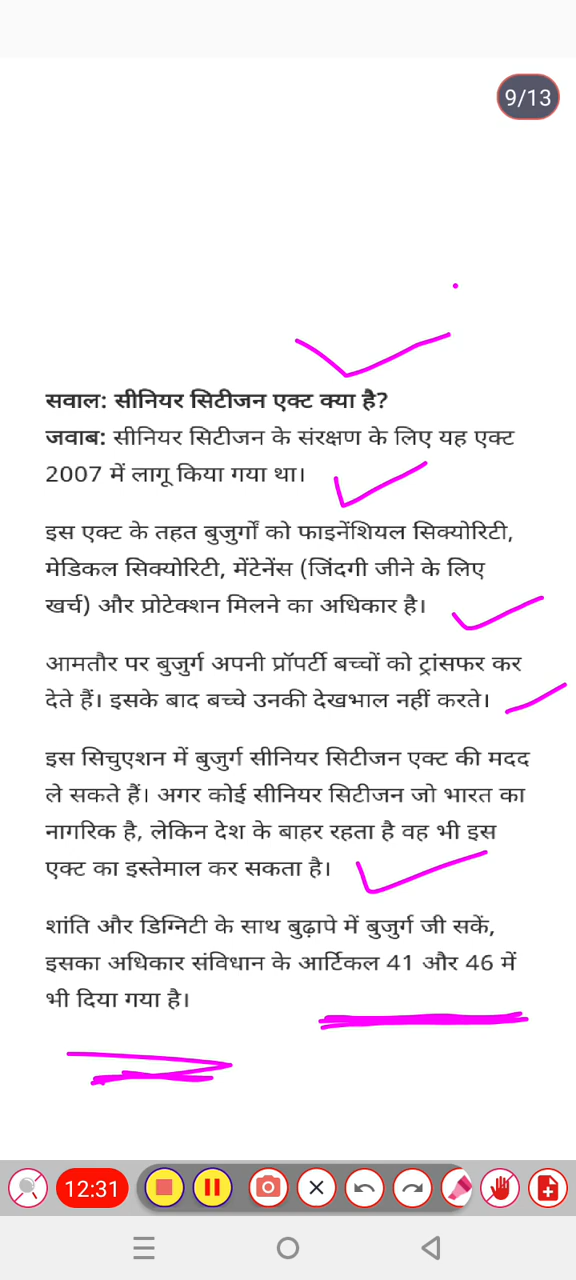 9/13
सवाल: सीनियर सिटीजन एक्ट क्या है?
जवाब: सीनियर सिटीजन के संरक्षण के लिए यह एक्ट
2007 में लागू किया गया था।
इस एक्ट के तहत बुजुर्गों को फाइनेंशियल सिक्योरिटी,
मेडिकल सिक्योरिटी, मेंटेनेंस (जिंदगी जीने के लिए
खर्च) और प्रोटेक्शन मिलने का अधिकार है।
आमतौर पर बुजुर्ग अपनी प्रॉपर्टी बच्चों को ट्रांसफर कर
देते हैं। इसके बाद बच्चे उनकी देखभाल नहीं करते।
इस सिचुएशन में बुजुर्ग सीनियर सिटीजन एक्ट की मदद
ले सकते हैं। अगर कोई सीनियर सिटीजन जो भारत का
नागरिक है, लेकिन देश के बाहर रहता है वह भी इस
एक्ट का इस्तेमाल कर सकता है।
शांति और डिग्निटी के साथ बुढ़ापे में बुजुर्ग जी सकें,
इसका अधिकार संविधान के आर्टिकल 41 और 46 में
भी दिया गया है।
12:31